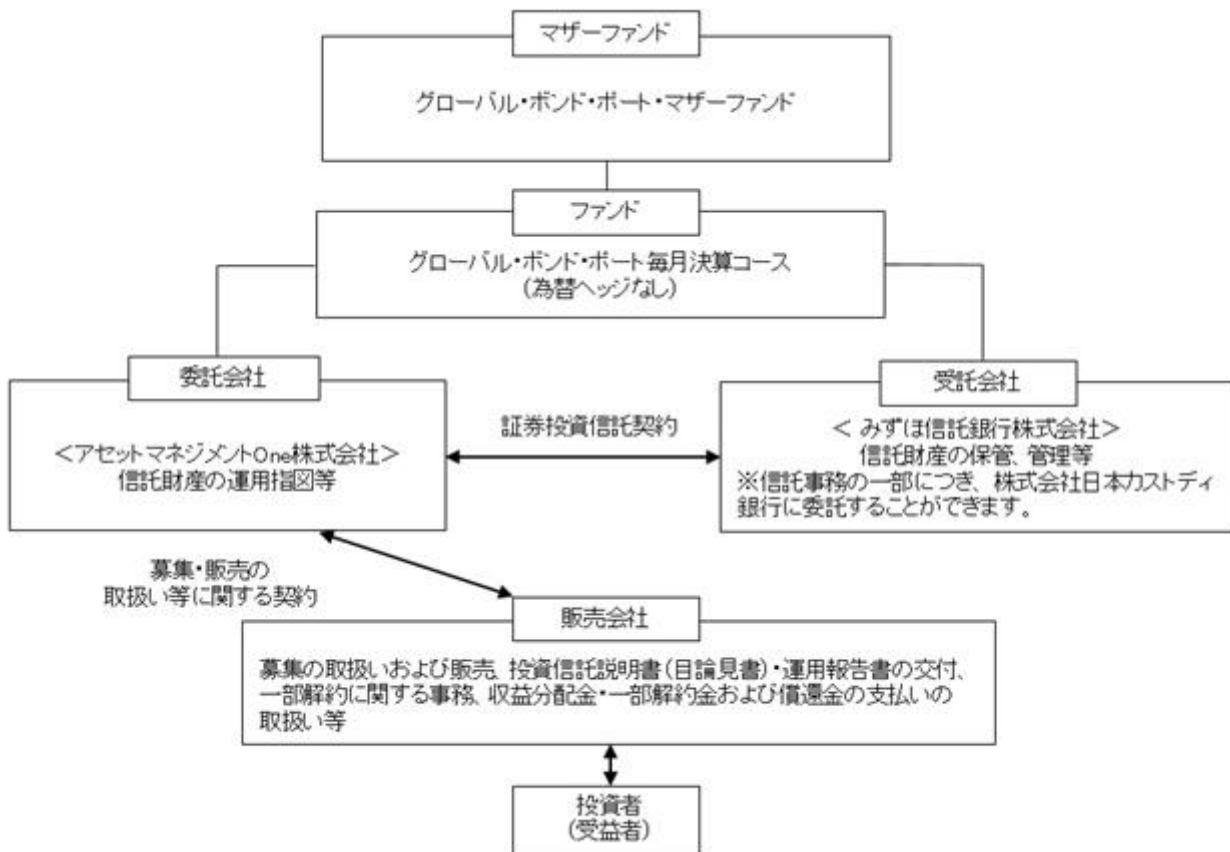 マザーファンド
グローバル・ボンド・ポート・マザーファンド
ファンド
グローバル・ボンド・ポート毎月決算コース
(為替ヘッジなし)
委託会社
<アセットマネジメントOne株式会社>
信託財産の運用指図等
証券投資信託契約
受託会社
< みずほ信託銀行株式会社>
信託財産の保管、管理等
※信託事務の一部につき、株式会社日本カストディ
銀行に委託することができます。
募集・販売の
取扱い等に関する契約
販売会社
募集の取扱いおよび販売、投資信託説明書(目論見書)・運用報告書の交付、
一部解約に関する事務、収益分配金・一部解約金および償還金の支払いの
取扱い等
投資者
(受益者)